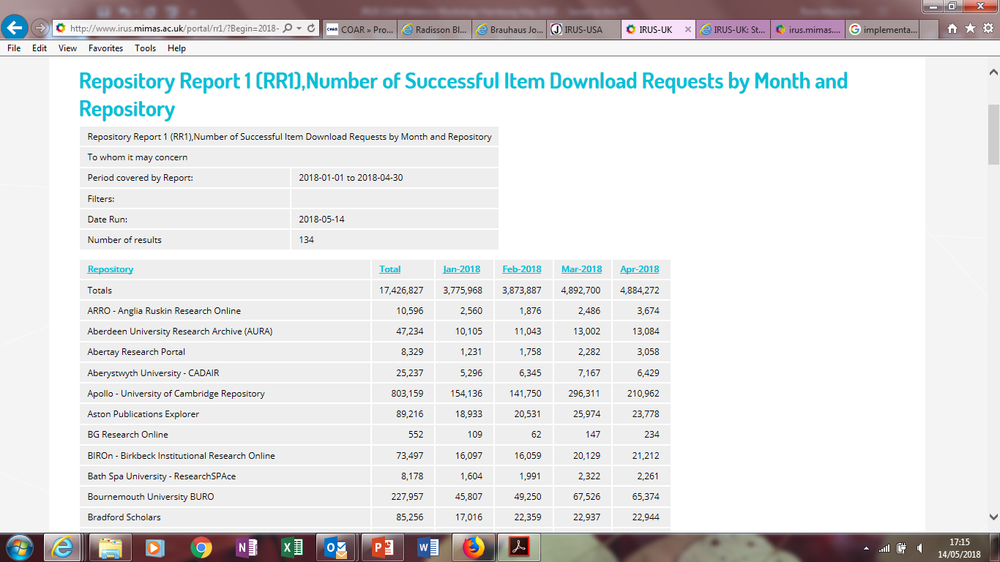 http://www.irus.mimas.ac.uk/portal/rr1/?Begin=2018-
COAR » Pro...
Radisson Bl...
Brauhaus Jo...
IRUS-USA
IRUS-UK
IRUS-UK: St...
irus.mimas....
implementa...
File Edit View Favorites Tools Help
Repository Report 1 (RR1),Number of Successful Item Download Requests by Month and
Repository
Repository Report 1 (RR1),Number of Successful Item Download Requests by Month and Repository
To whom it may concern
Period covered by Report: 2018-01-01 to 2018-04-30
Filters:
Date Run: 2018-05-14
Number of results 134
Repository Total Jan-2018 Feb-2018 Mar-2018 Apr-2018
Totals 17,426,827 3,775,968 3,873,887 4,892,700 4,884,272
ARRO - Anglia Ruskin Research Online 10,596 2,560 1,876 2,486 3,674
Aberdeen University Research Archive (AURA) 47,234 10,105 11,043 13,002 13,084
Abertay Research Portal 8,329 1,231 1,758 2,282 3,058
Aberystwyth University - CADAIR 25,237 5,296 6,345 7,167 6,429
Apollo - University of Cambridge Repository 803,159 154,136 141,750 296,311 210,962
Aston Publications Explorer 89,216 18,933 20,531 25,974 23,778
BG Research Online 552 109 62 147 234
BIROn - Birkbeck Institutional Research Online 73,497 16,097 16,059 20,129 21,212
Bath Spa University - ResearchSPAce 8,178 1,604 1,991 2,322 2,261
Bournemouth University BURO 227,957 45,807 49,250 67,526 65,374
Bradford Scholars 85,256 17,016 22,359 22,937 22,944
17:15
14/05/2018